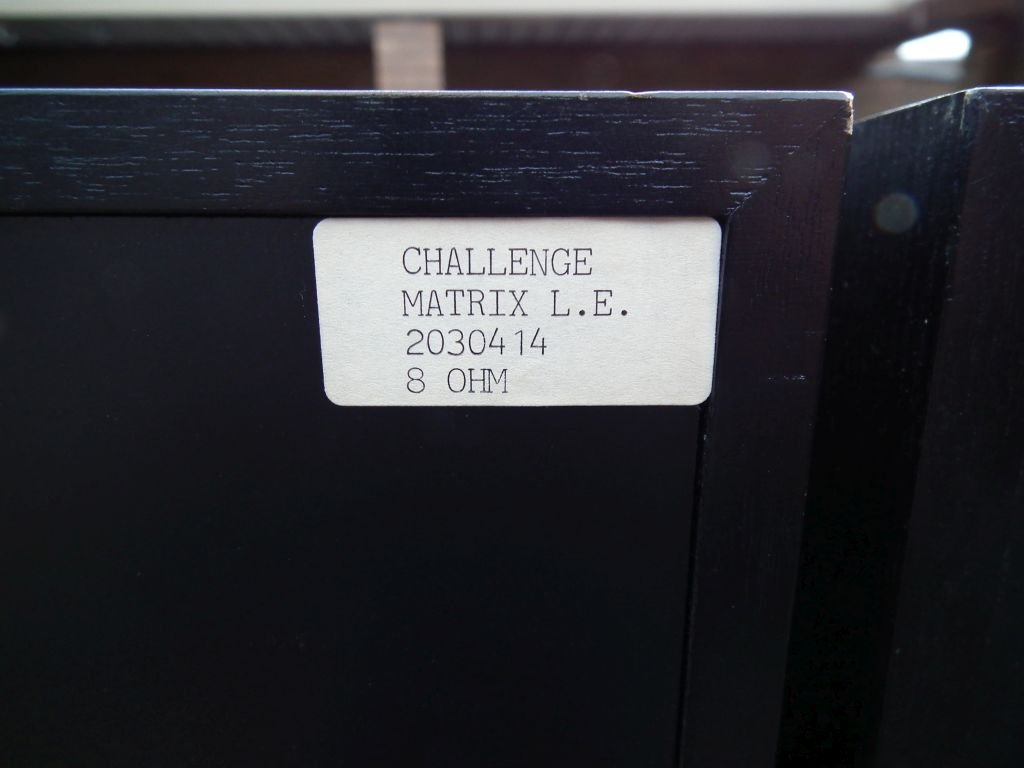 CHALLENGE
MATRIX L.E.
2030414
8 OHM